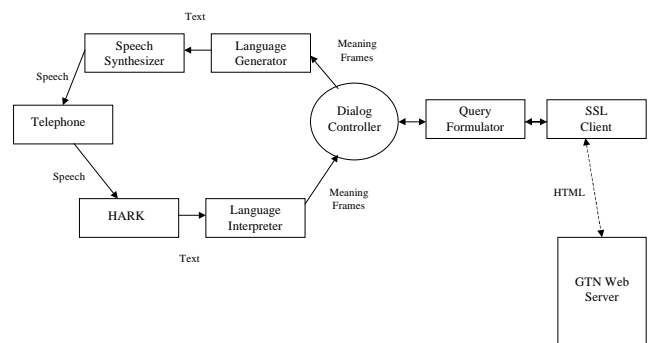 Text
Speech
Synthesizer
Language
Generator
Meaning
Frames
Speech
Telephone
Dialog
Controller
Query
Formulator
SSL
Client
Speech
HARK
Language
Interpreter
Meaning
Frames
Text
HTML
GTN Web
Server